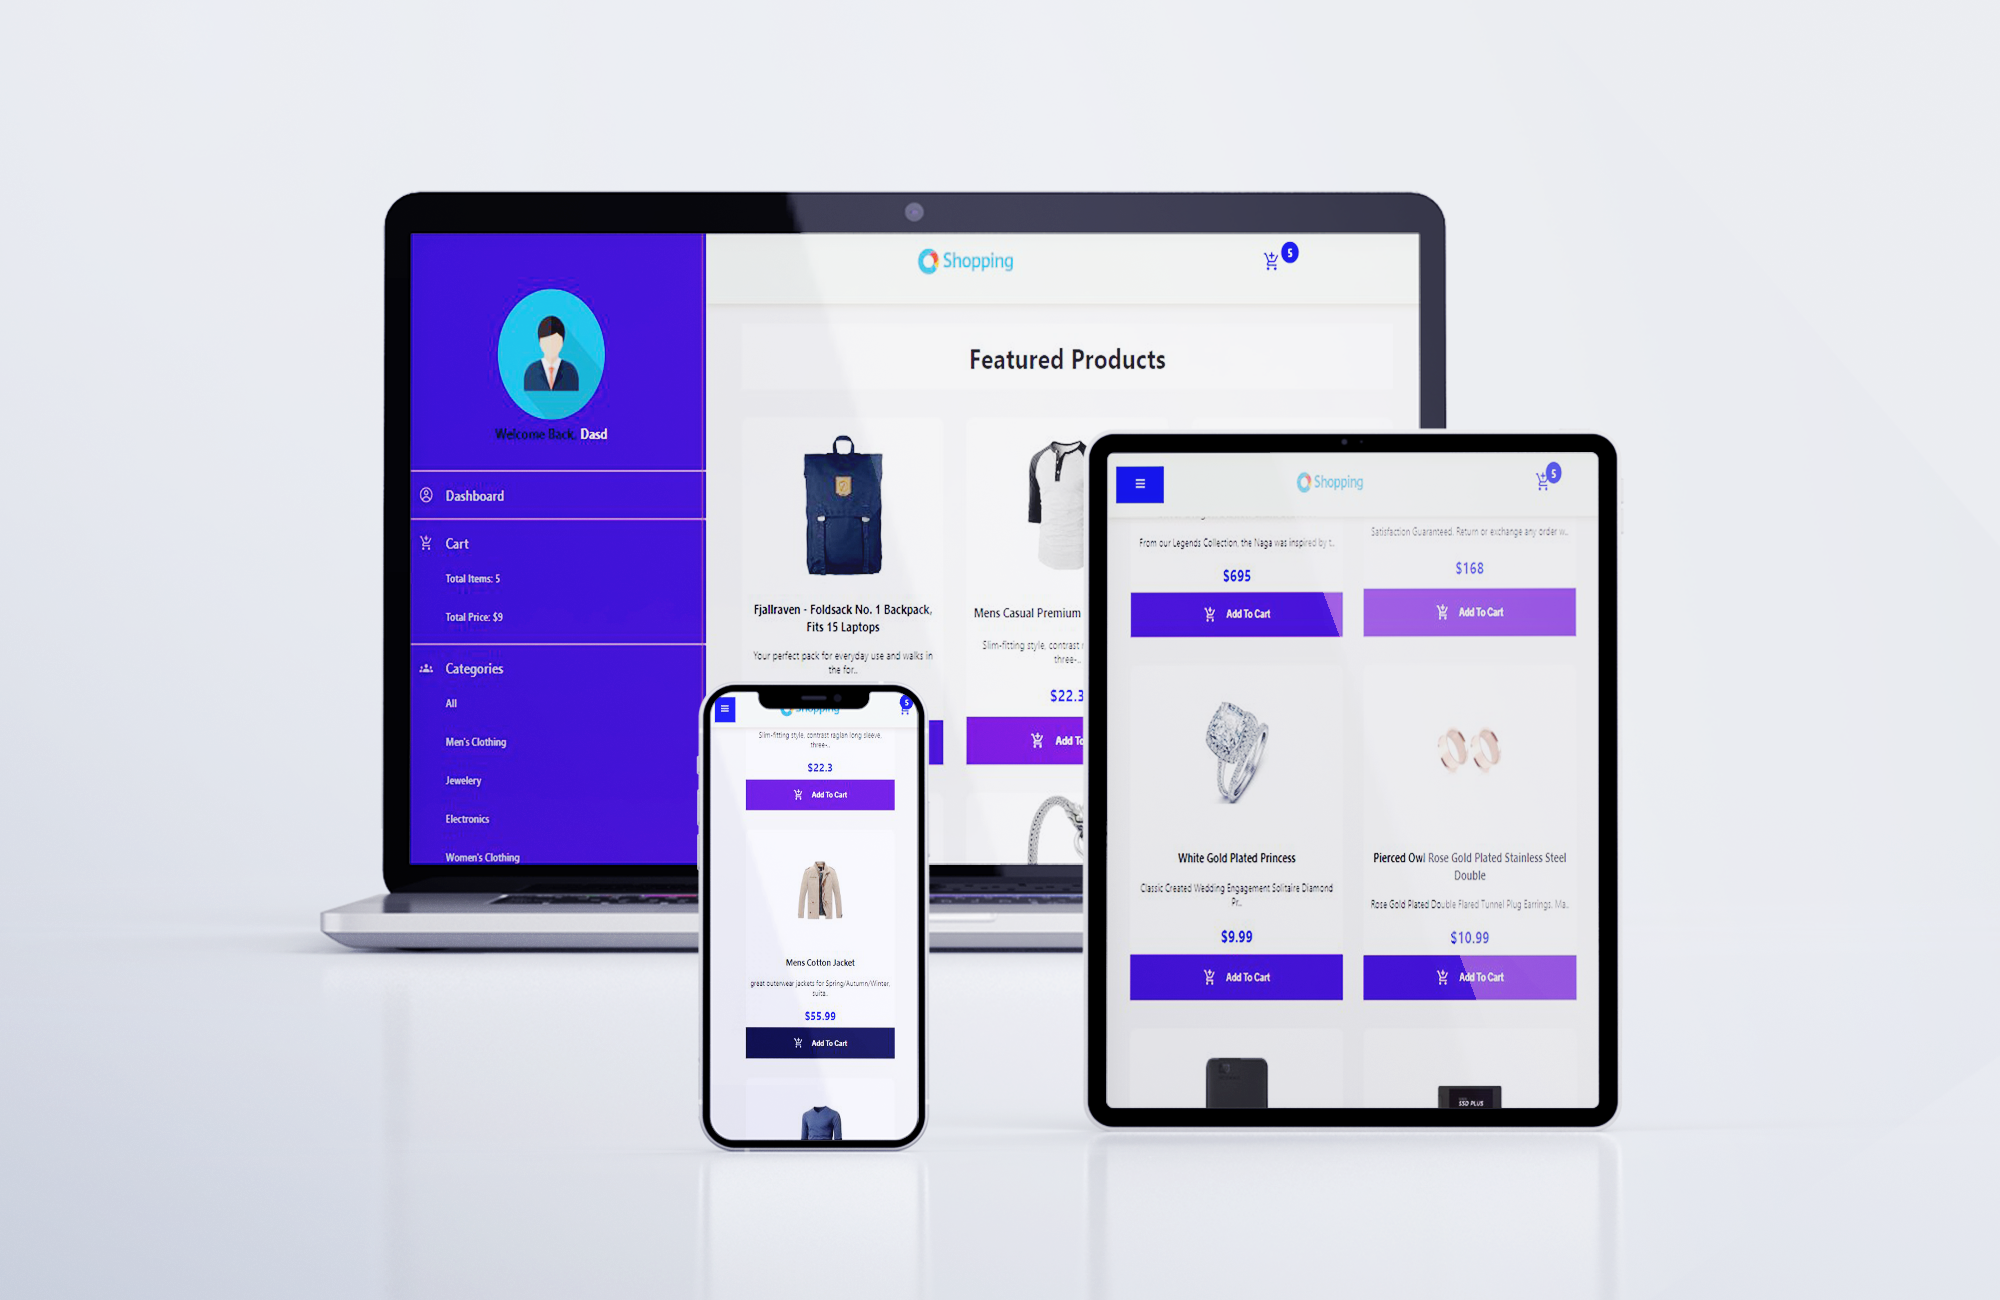 Shopping
5
Featured Products
Welcome Back, Dasd
Dashboard
Cart
Total Items: 5
Total Price: $9
Categories
All
Men's Clothing
Jewelery
Electronics
Women's Clothing
Fjallraven - Foldsack No. 1 Backpack,
Fits 15 Laptops
Your perfect pack for everyday use and walks in
the for..
Mens Casual Premium
Slim-fitting style, contrast
three-..
$22.3
Add To
Shopping
5
Slim-fitting style, contrast raglan long sleeve,
three-..
$22.3
Add To Cart
Mens Cotton Jacket
great outerwear jackets for Spring/Autumn/Winter,
suita..
$55.99
Add To Cart
Shopping
5
From our Legends Collection, the Naga was inspired by t..
$695
Add To Cart
Satisfaction Guaranteed. Return or exchange any order w..
$168
Add To Cart
White Gold Plated Princess
Classic Created Wedding Engagement Solitaire Diamond
Pr..
$9.99
Add To Cart
Pierced Owl Rose Gold Plated Stainless Steel
Double
Rose Gold Plated Double Flared Tunnel Plug Earrings. Ma..
$10.99
Add To Cart
SSD PLUS